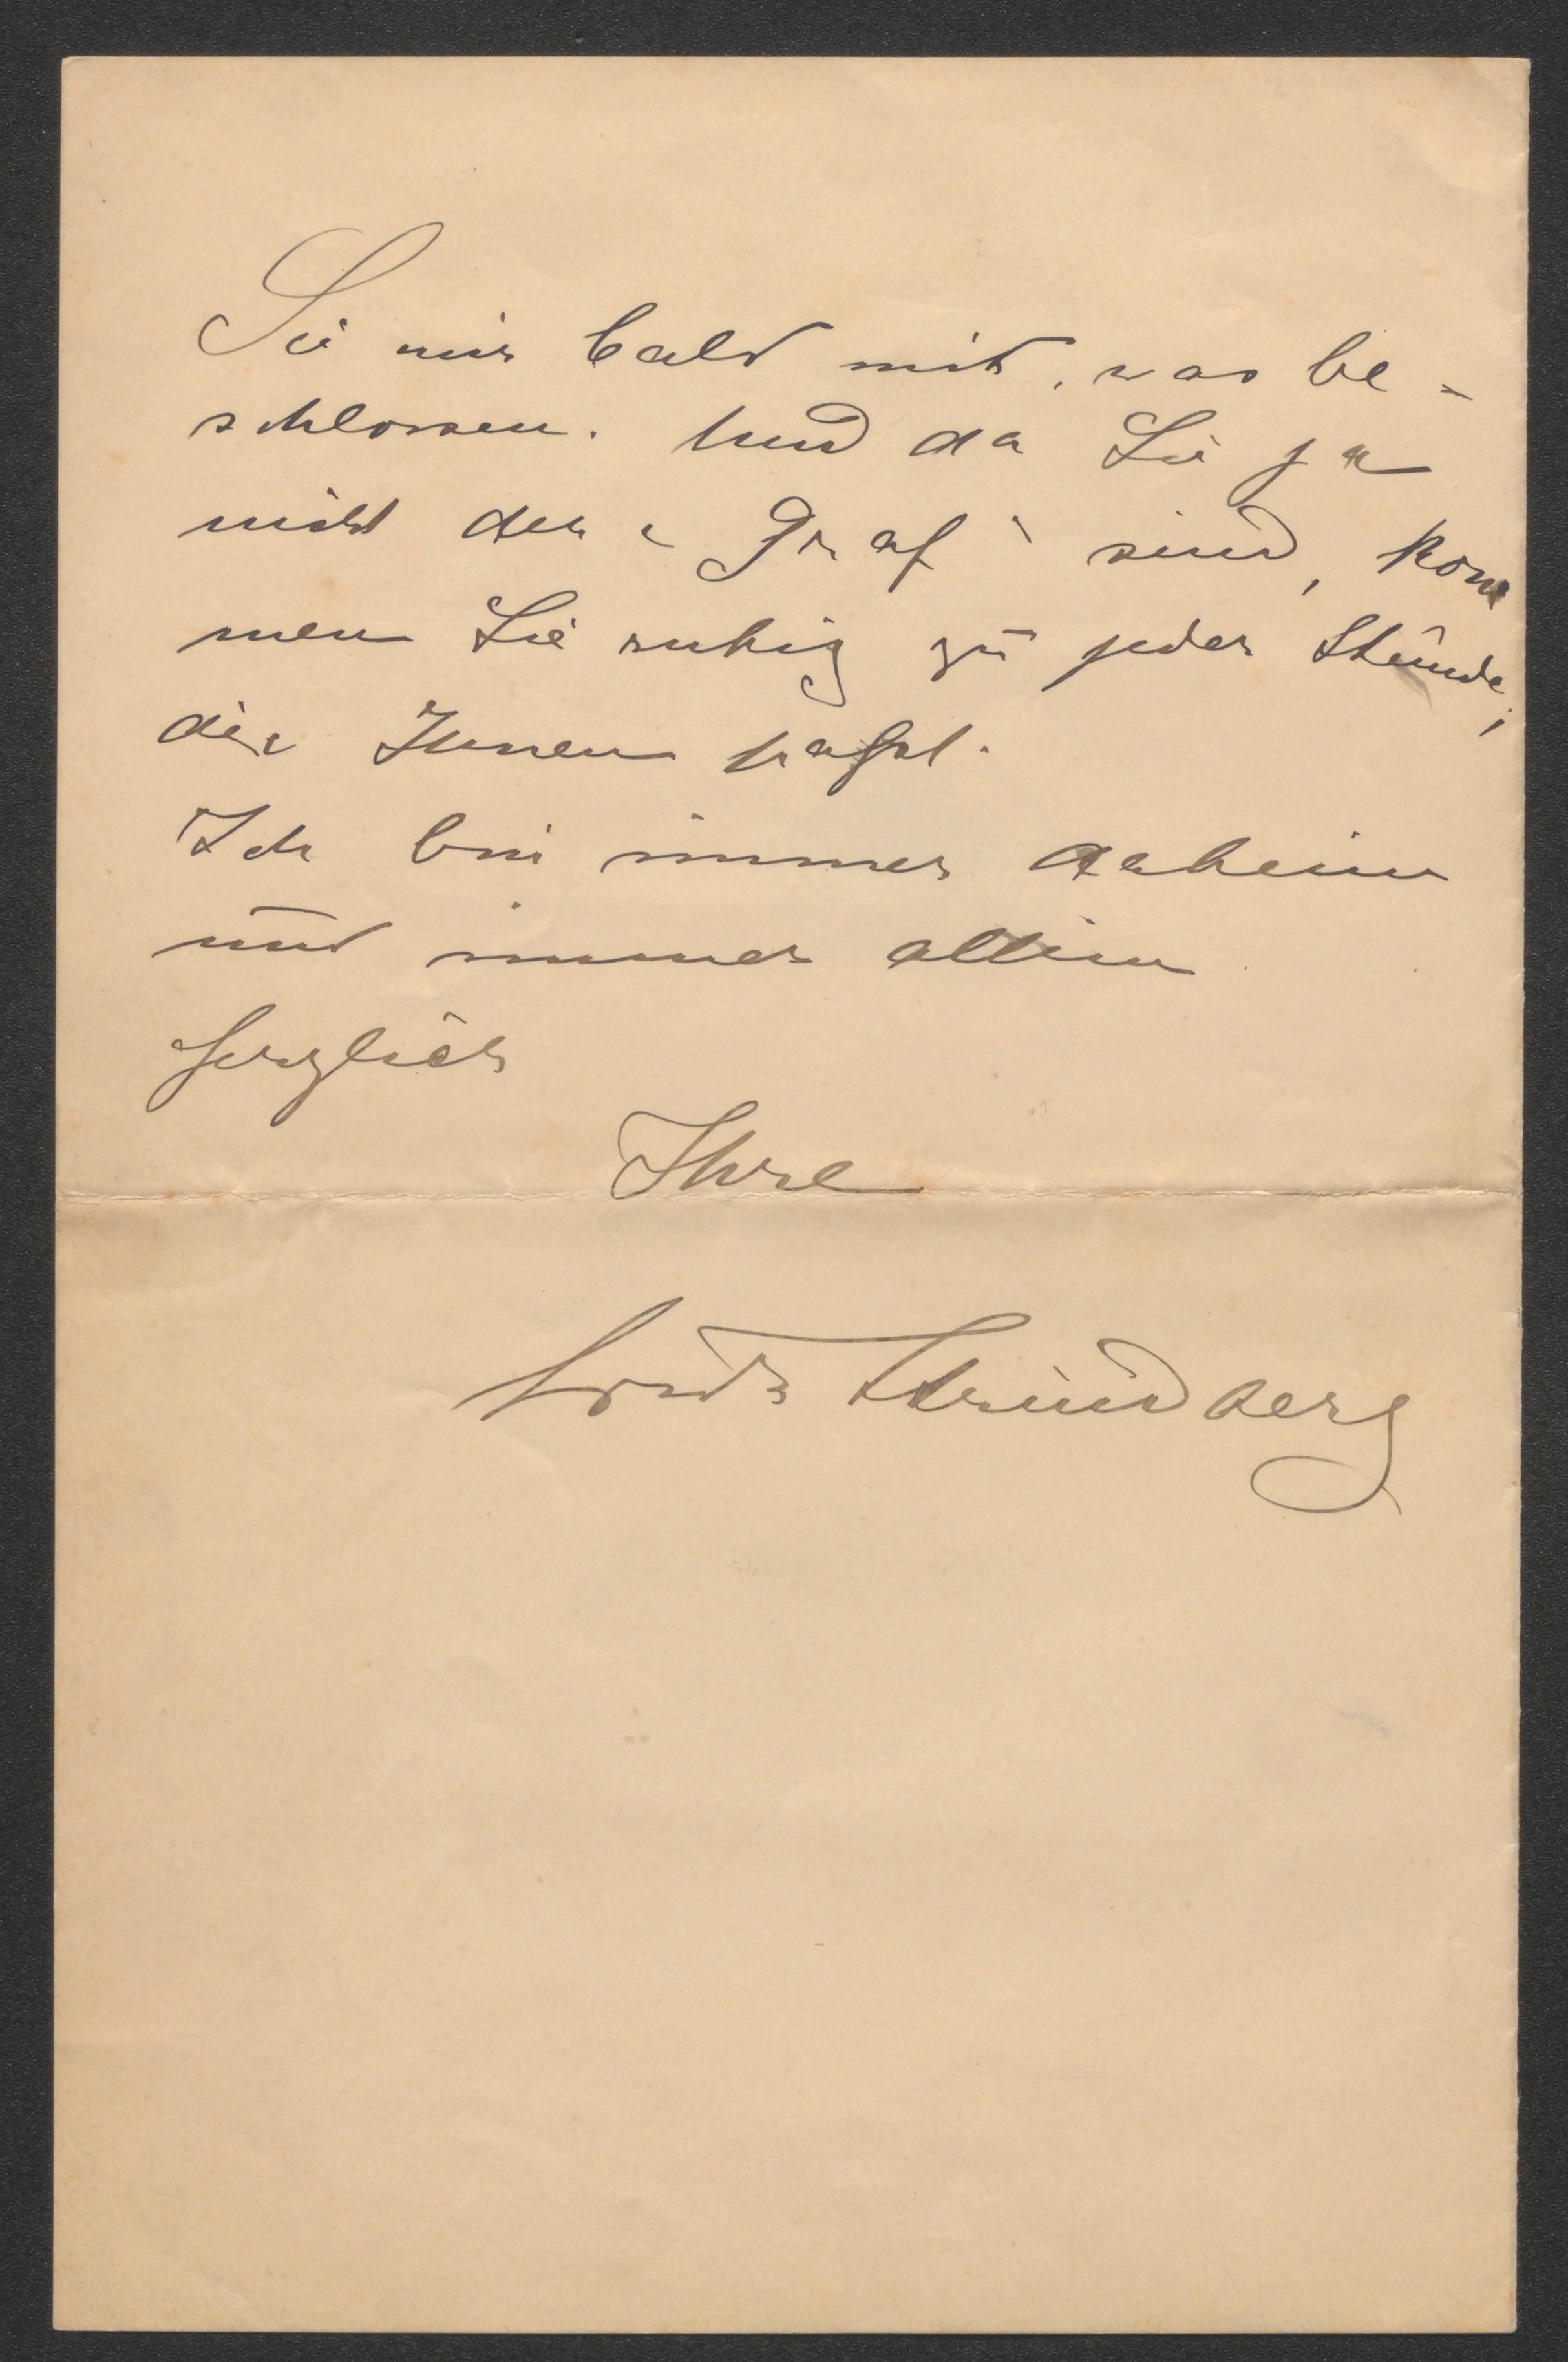 Sie mir bald mit, was be-
schlossen. Und da Sie ja
nicht der „Graf“ sind, kom
men Sie ruhig zu jeder Stunde,
die Ihnen paßt.
Ich bin immer daheim
und immer allein
Herzlich
Ihre
Frida Strindberg